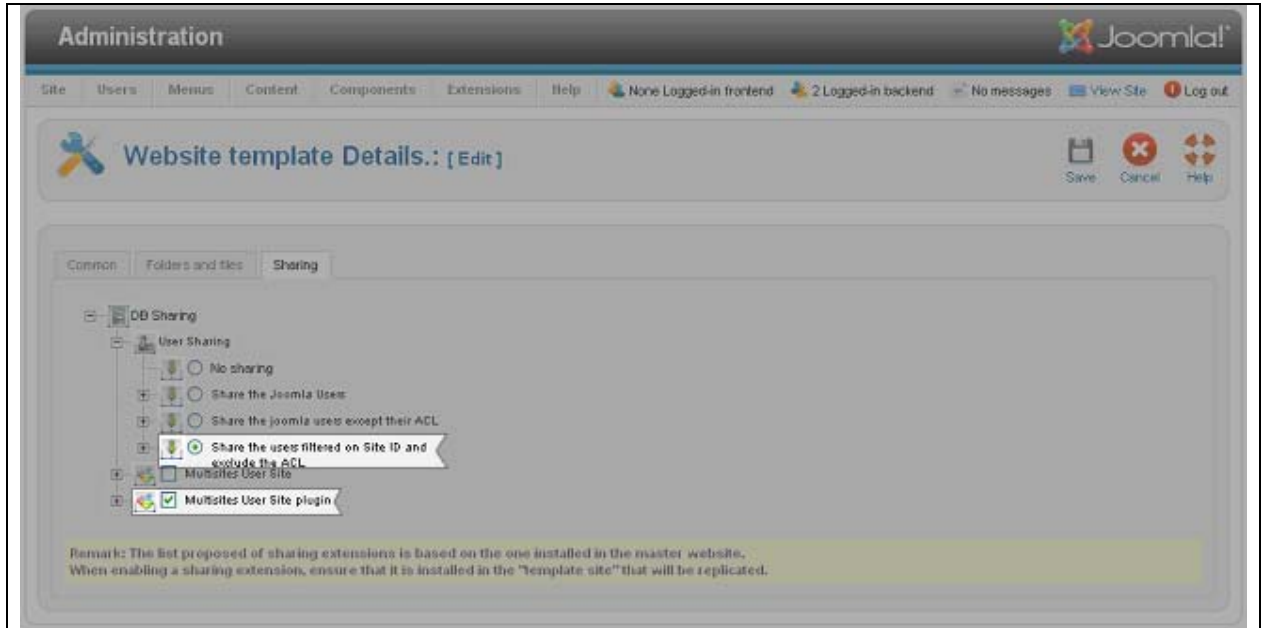 Administration
Joomla!
Site Users Menus Content Components Extensions Help None Logged-in frontend 2 Logged-in backend No messages View Site Log out
Website template Details.: [ Edit ]
Save Cancel Help
Common Folders and files Sharing
DB Sharing
User Sharing
No sharing
Share the Joomla Users
Share the joomla users except their ACL
Share the users filtered on Site ID and
exclude the ACL
Multisites User Site
Multisites User Site plugin
Remark: The list proposed of sharing extensions is based on the one installed in the master website.
When enabling a sharing extension, ensure that it is installed in the "template site" that will be replicated.